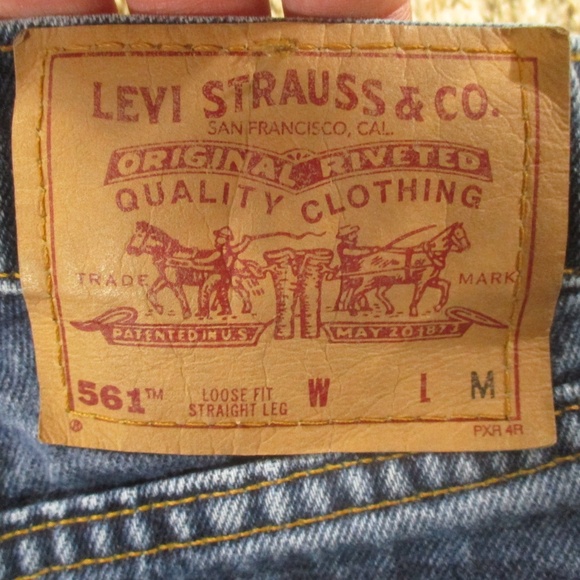 LEVI STRAUSS & CO.
SAN FRANCISCO, CAL.
ORIGINAL RIVETED
QUALITY CLOTHING
TRADE MARK
PATENTED IN U.S. MAY 20 1873
561™ LOOSE FIT W L M
STRAIGHT LEG
® PXR 4R